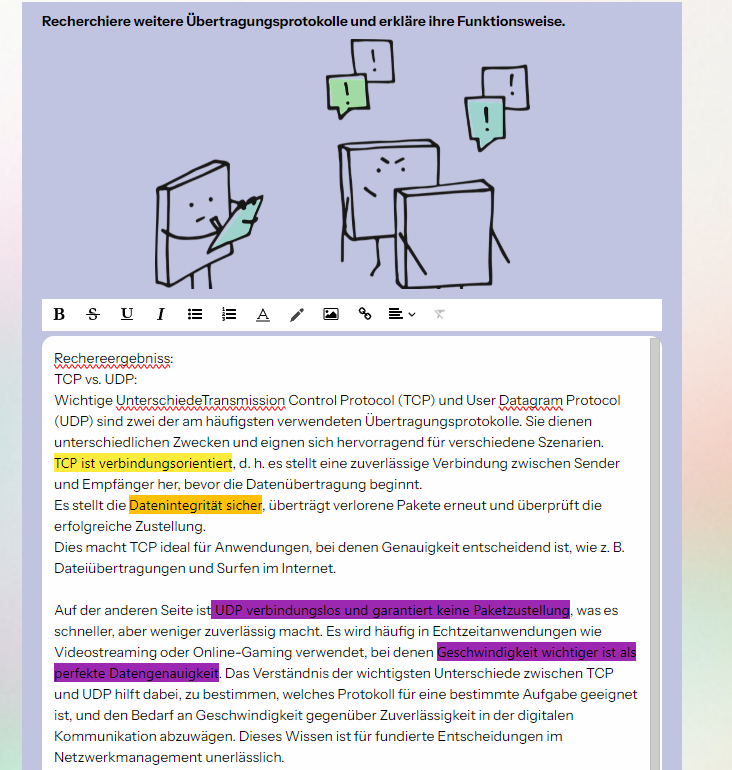 Recherchiere weitere Übertragungsprotokolle und erkläre ihre Funktionsweise.
!
!
!
!
B S U I A
Rechereergebniss:
TCP vs. UDP:
Wichtige UnterschiedeTransmission Control Protocol (TCP) und User Datagram Protocol
(UDP) sind zwei der am häufigsten verwendeten Übertragungsprotokolle. Sie dienen
unterschiedlichen Zwecken und eignen sich hervorragend für verschiedene Szenarien.
TCP ist verbindungsorientiert, d. h. es stellt eine zuverlässige Verbindung zwischen Sender
und Empfänger her, bevor die Datenübertragung beginnt.
Es stellt die Datenintegrität sicher, überträgt verlorene Pakete erneut und überprüft die
erfolgreiche Zustellung.
Dies macht TCP ideal für Anwendungen, bei denen Genauigkeit entscheidend ist, wie z. B.
Dateiübertragungen und Surfen im Internet.
Auf der anderen Seite ist UDP verbindungslos und garantiert keine Paketzustellung, was es
schneller, aber weniger zuverlässig macht. Es wird häufig in Echtzeitanwendungen wie
Videostreaming oder Online-Gaming verwendet, bei denen Geschwindigkeit wichtiger ist als
perfekte Datengenauigkeit. Das Verständnis der wichtigsten Unterschiede zwischen TCP
und UDP hilft dabei, zu bestimmen, welches Protokoll für eine bestimmte Aufgabe geeignet
ist, und den Bedarf an Geschwindigkeit gegenüber Zuverlässigkeit in der digitalen
Kommunikation abzuwägen. Dieses Wissen ist für fundierte Entscheidungen im
Netzwerkmanagement unerlässlich.